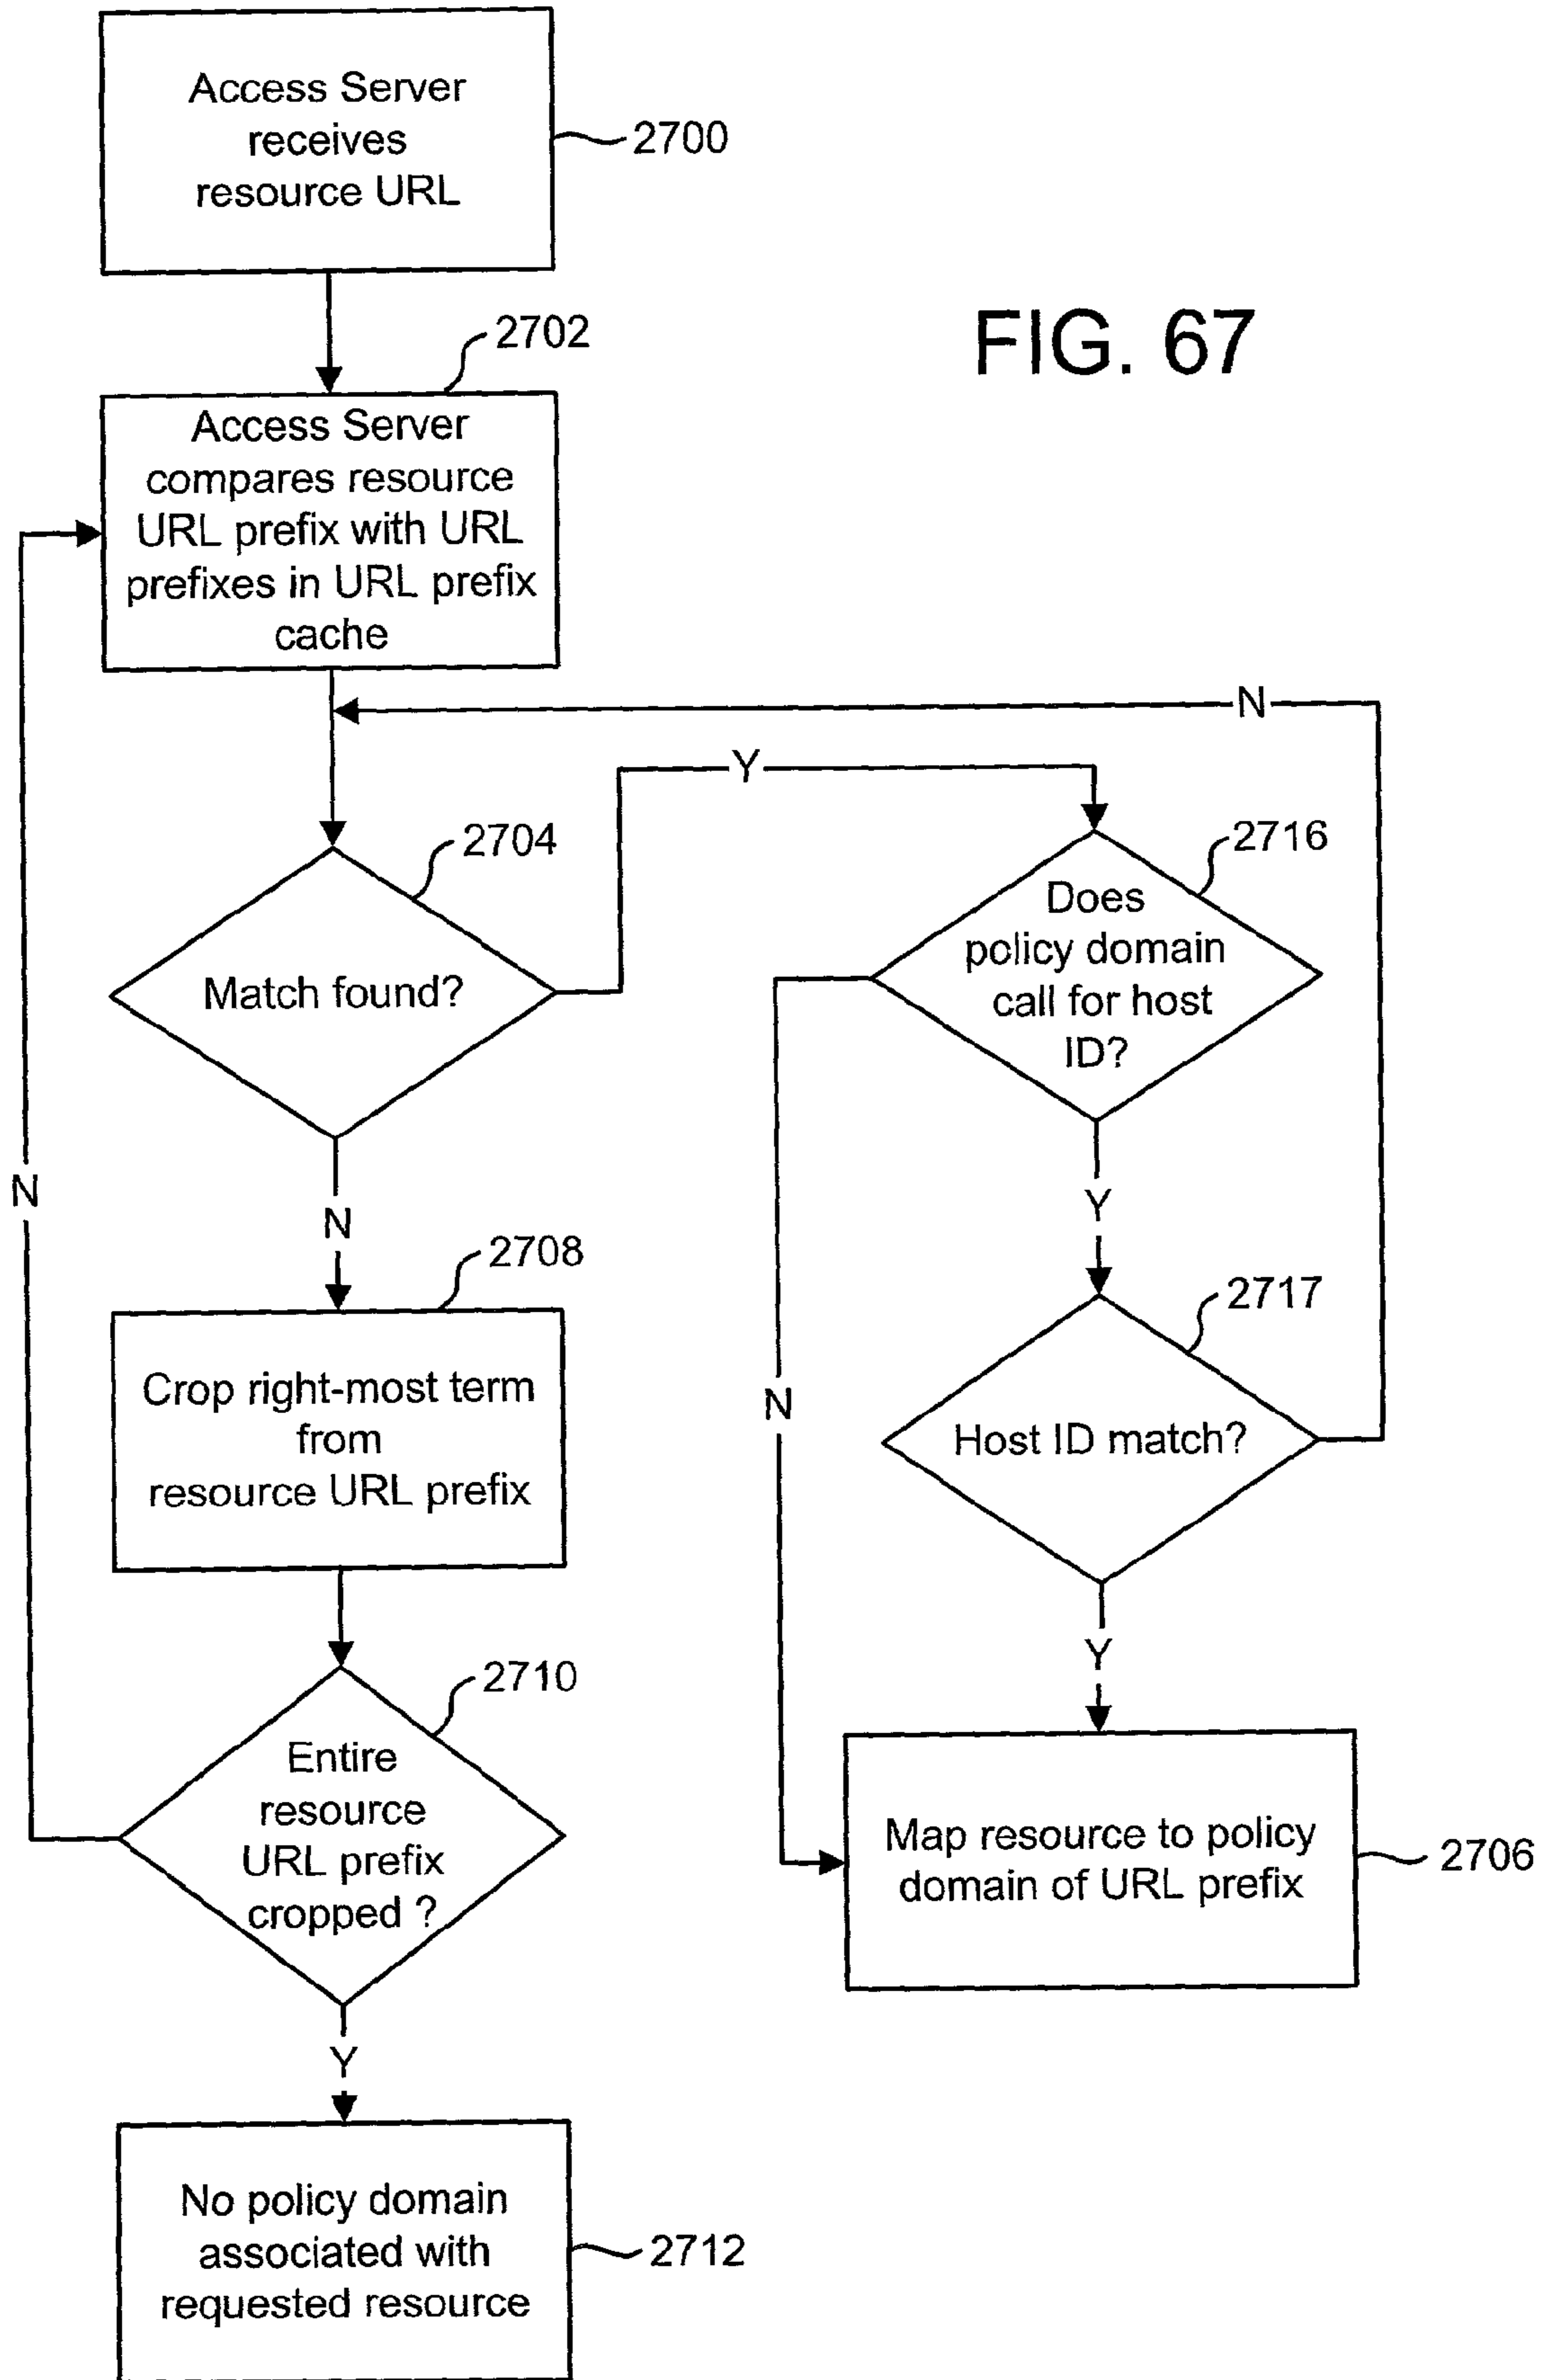 Access Server
receives
resource URL
2700
FIG. 67
2702
Access Server
compares resource
URL prefix with URL
prefixes in URL prefix
cache
N
Y
2704
Match found?
2716
Does
policy domain
call for host
ID?
N
N
Y
2708
Crop right-most term
from
resource URL prefix
2717
Host ID match?
N
Y
2710
Entire
resource
URL prefix
cropped ?
Map resource to policy
domain of URL prefix
2706
Y
No policy domain
associated with
requested resource
2712